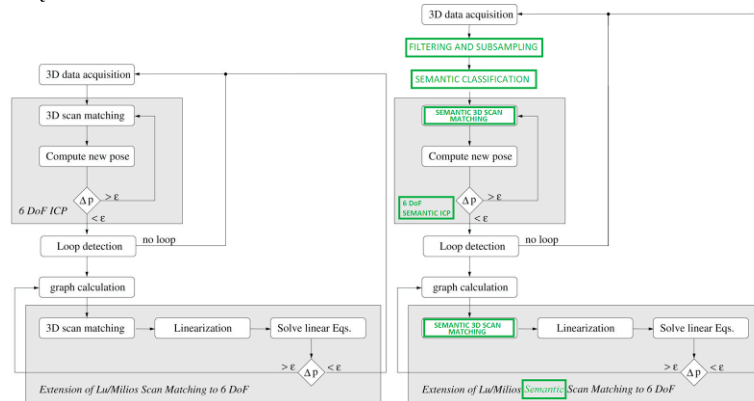 3D data acquisition
3D scan matching
Compute new pose
Δ p
> ε
< ε
6 DoF ICP
Loop detection
no loop
graph calculation
3D scan matching
Linearization
Solve linear Eqs.
> ε
Δ p
< ε
Extension of Lu/Milios Scan Matching to 6 DoF
3D data acquisition
FILTERING AND SUBSAMPLING
SEMANTIC CLASSIFICATION
SEMANTIC 3D SCAN
MATCHING
Compute new pose
Δ p
> ε
< ε
6 DoF
SEMANTIC ICP
Loop detection
no loop
graph calculation
SEMANTIC 3D SCAN
MATCHING
Linearization
Solve linear Eqs.
> ε
Δ p
< ε
Extension of Lu/Milios Semantic Scan Matching to 6 DoF